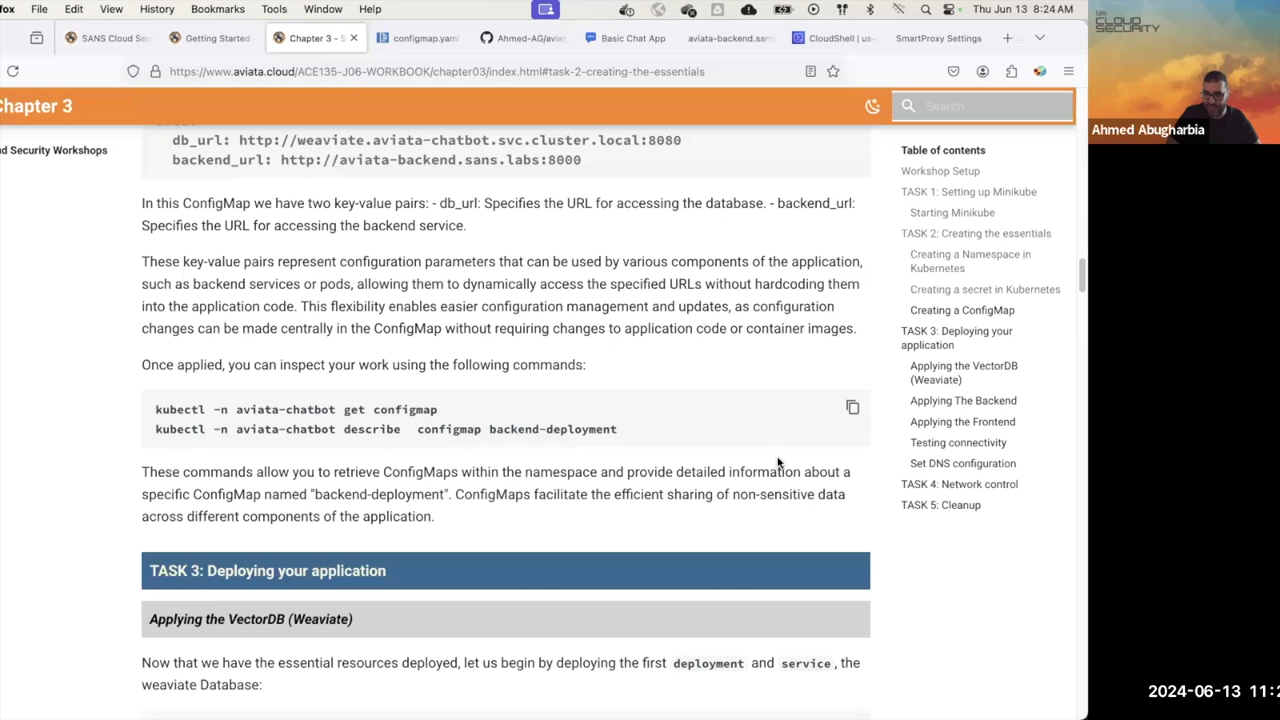 fox File Edit View History Bookmarks Tools Window Help Thu Jun 13 8:24 AM
SANS Cloud Sec
Getting Started
Chapter 3 - S
configmap.yaml
Ahmed-AG/avia
Basic Chat App
aviata-backend.sans
CloudShell | us-
SmartProxy Settings
https://www.aviata.cloud/ACE135-J06-WORKBOOK/chapter03/index.html#task-2-creating-the-essentials
Chapter 3
Search
d Security Workshops
db_url: http://weaviate.aviata-chatbot.svc.cluster.local:8080
backend_url: http://aviata-backend.sans.labs:8000
In this ConfigMap we have two key-value pairs: - db_url: Specifies the URL for accessing the database. - backend_url:
Specifies the URL for accessing the backend service.
These key-value pairs represent configuration parameters that can be used by various components of the application,
such as backend services or pods, allowing them to dynamically access the specified URLs without hardcoding them
into the application code. This flexibility enables easier configuration management and updates, as configuration
changes can be made centrally in the ConfigMap without requiring changes to application code or container images.
Once applied, you can inspect your work using the following commands:
kubectl -n aviata-chatbot get configmap
kubectl -n aviata-chatbot describe configmap backend-deployment
These commands allow you to retrieve ConfigMaps within the namespace and provide detailed information about a
specific ConfigMap named "backend-deployment". ConfigMaps facilitate the efficient sharing of non-sensitive data
across different components of the application.
TASK 3: Deploying your application
Applying the VectorDB (Weaviate)
Now that we have the essential resources deployed, let us begin by deploying the first deployment and service, the
weaviate Database:
Table of contents
Workshop Setup
TASK 1: Setting up Minikube
Starting Minikube
TASK 2: Creating the essentials
Creating a Namespace in
Kubernetes
Creating a secret in Kubernetes
Creating a ConfigMap
TASK 3: Deploying your
application
Applying the VectorDB
(Weaviate)
Applying The Backend
Applying the Frontend
Testing connectivity
Set DNS configuration
TASK 4: Network control
TASK 5: Cleanup
CLOUD
SECURITY
Ahmed Abugharbia
2024-06-13 11:2